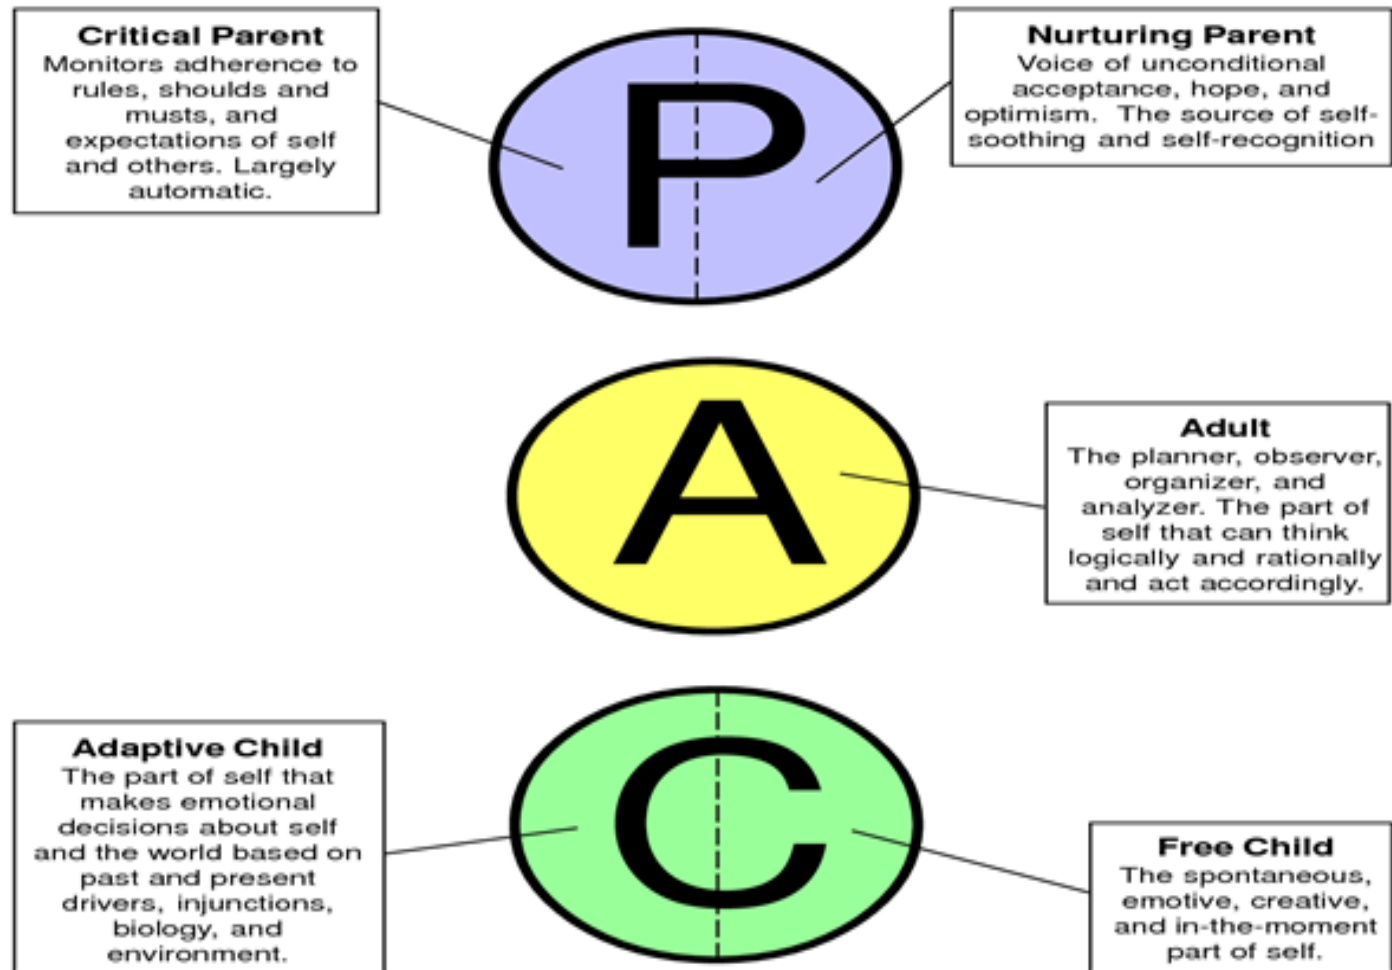 Critical Parent
Monitors adherence to
rules, shoulds and
musts, and
expectations of self
and others. Largely
automatic.
P
Nurturing Parent
Voice of unconditional
acceptance, hope, and
optimism. The source of self-
soothing and self-recognition
A
Adult
The planner, observer,
organizer, and
analyzer. The part of
self that can think
logically and rationally
and act accordingly.
Adaptive Child
The part of self that
makes emotional
decisions about self
and the world based on
past and present
drivers, injunctions,
biology, and
environment.
C
Free Child
The spontaneous,
emotive, creative,
and in-the-moment
part of self.